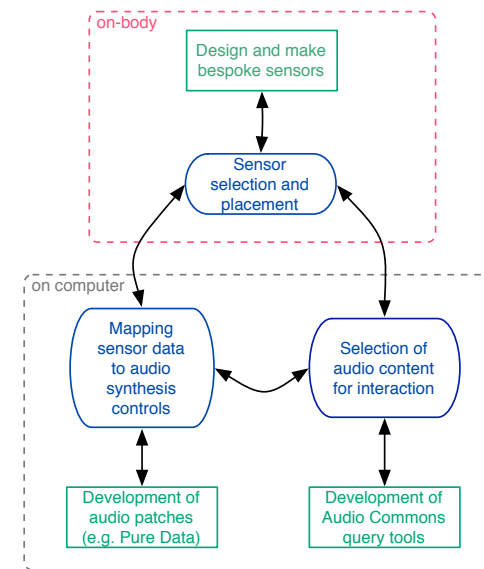 on-body
Design and make
bespoke sensors
Sensor
selection and
placement
on computer
Mapping
sensor data
to audio
synthesis
controls
Selection of
audio content
for interaction
Development of
audio patches
(e.g. Pure Data)
Development of
Audio Commons
query tools